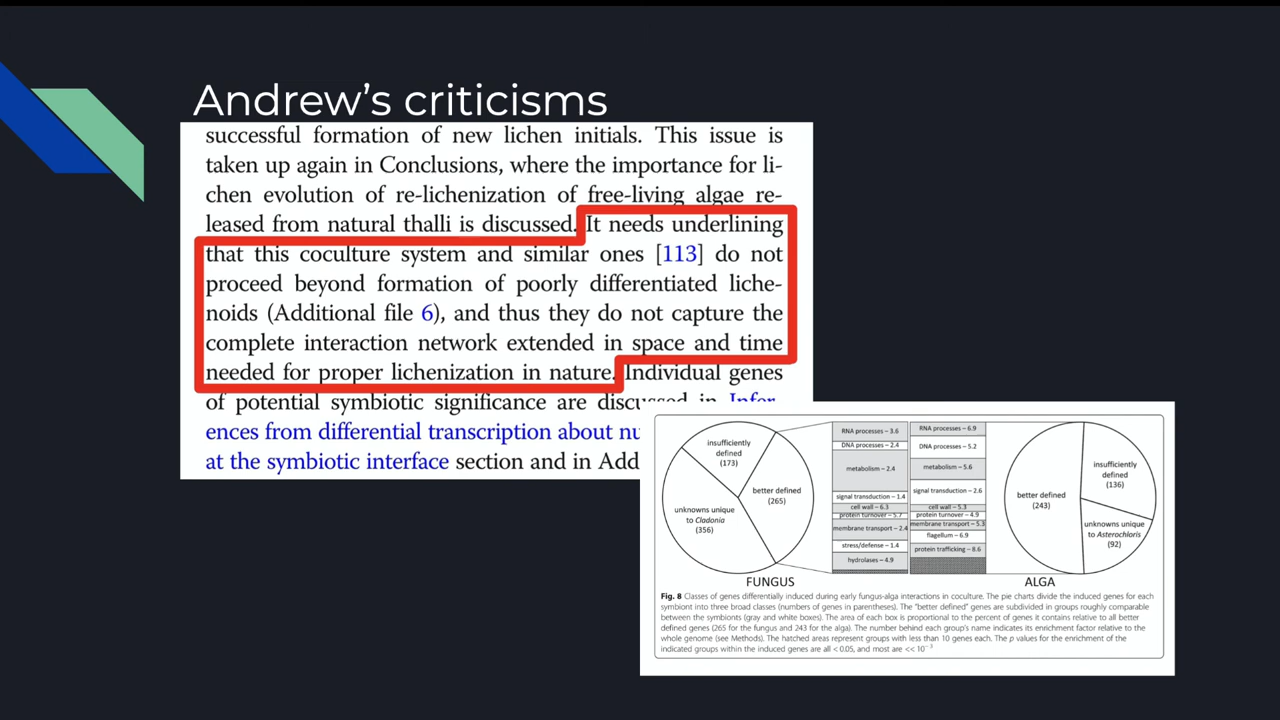 Andrew's criticisms
successful formation of new lichen initials. This issue is
taken up again in Conclusions, where the importance for li-
chen evolution of re-lichenization of free-living algae re-
leased from natural thalli is discussed. It needs underlining
that this coculture system and similar ones [113] do not
proceed beyond formation of poorly differentiated liche-
noids (Additional file 6), and thus they do not capture the
complete interaction network extended in space and time
needed for proper lichenization in nature. Individual genes
of potential symbiotic significance are discussed in Infer-
ences from differential transcription about nu
at the symbiotic interface section and in Add
insufficiently
defined
(173)
better defined
(265)
unknowns unique
to Cladonia
(356)
RNA processes – 3.6
DNA processes – 2.4
metabolism – 2.4
signal transduction – 1.4
cell wall – 6.3
protein turnover – 5.7
membrane transport – 2.4
stress/defense – 1.4
hydrolases – 4.9
RNA processes – 6.9
DNA processes – 5.2
metabolism – 5.6
signal transduction – 2.6
cell wall – 5.3
protein turnover – 4.9
membrane transport – 5.3
flagellum – 6.9
protein trafficking – 8.6
better defined
(243)
insufficiently
defined
(136)
unknowns unique
to Asterochloris
(92)
FUNGUS
ALGA
Fig. 8 Classes of genes differentially induced during early fungus-alga interactions in coculture. The pie charts divide the induced genes for each
symbiont into three broad classes (numbers of genes in parentheses). The "better defined" genes are subdivided in groups roughly comparable
between the symbionts (gray and white boxes). The area of each box is proportional to the percent of genes it contains relative to all better
defined genes (265 for the fungus and 243 for the alga). The number behind each group's name indicates its enrichment factor relative to the
whole genome (see Methods). The hatched areas represent groups with less than 10 genes each. The p values for the enrichment of the
indicated groups within the induced genes are all < 0.05, and most are << 10⁻³